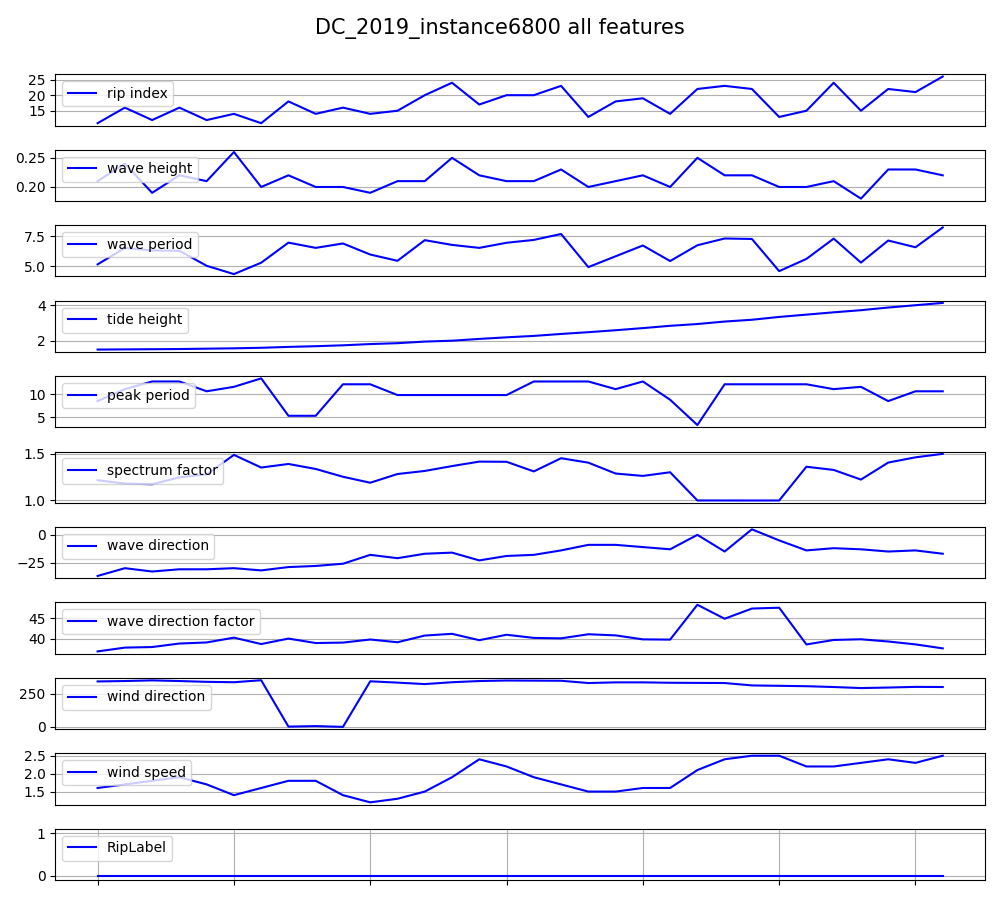 DC_2019_instance6800 all features
25
20
15
rip index
0.25
0.20
wave height
7.5
5.0
wave period
4
2
tide height
10
5
peak period
1.5
1.0
spectrum factor
0
−25
wave direction
45
40
wave direction factor
250
0
wind direction
2.5
2.0
1.5
wind speed
1
0
RipLabel